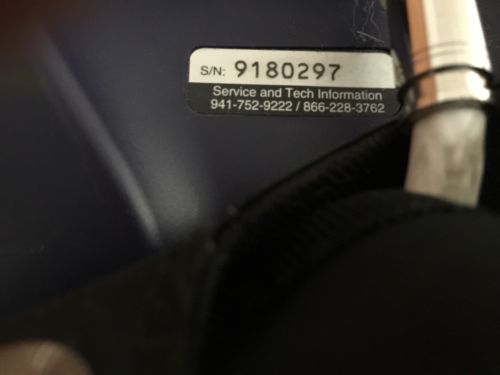 S/N: 9180297
Service and Tech Information
941-752-9222 / 866-228-3762